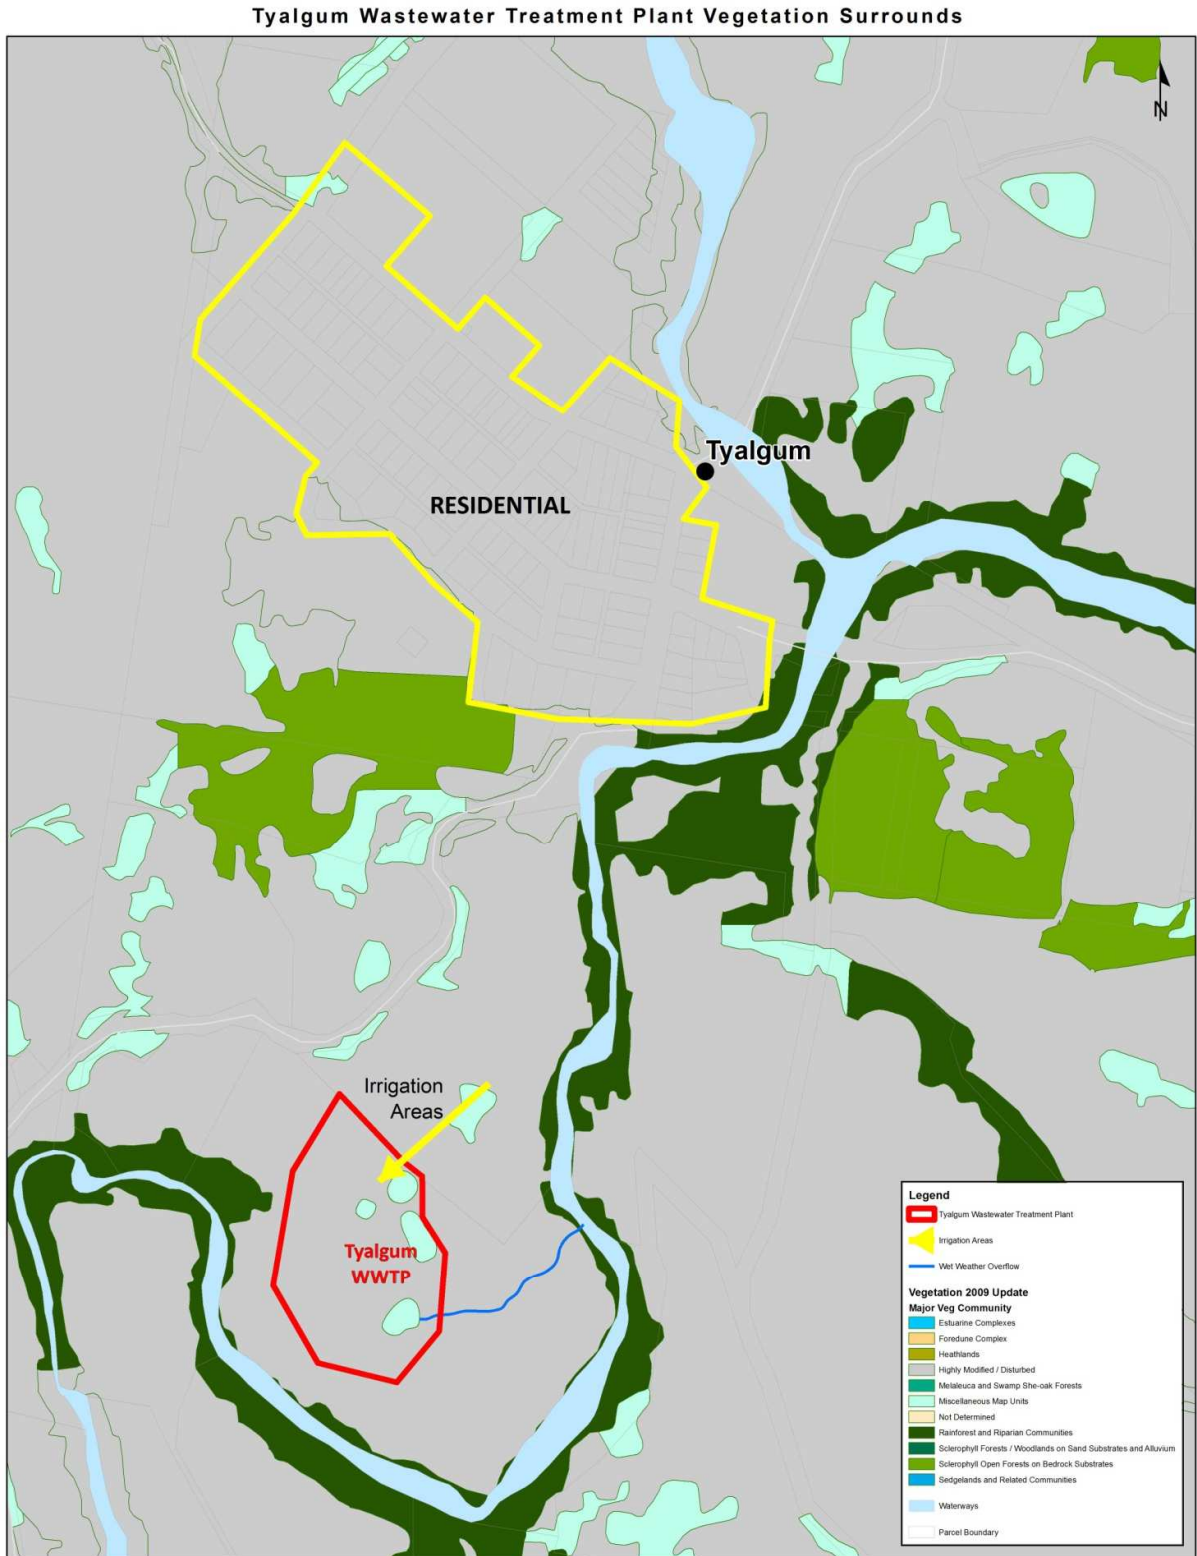 Tyalgum Wastewater Treatment Plant Vegetation Surrounds
N
Tyalgum
RESIDENTIAL
Irrigation
Areas
Tyalgum
WWTP
Legend
Tyalgum Wastewater Treatment Plant
Irrigation Areas
Wet Weather Overflow
Vegetation 2009 Update
Major Veg Community
Estuarine Complexes
Foredune Complex
Heathlands
Highly Modified / Disturbed
Melaleuca and Swamp She-oak Forests
Miscellaneous Map Units
Not Determined
Rainforest and Riparian Communities
Sclerophyll Forests / Woodlands on Sand Substrates and Alluvium
Sclerophyll Open Forests on Bedrock Substrates
Sedgelands and Related Communities
Waterways
Parcel Boundary